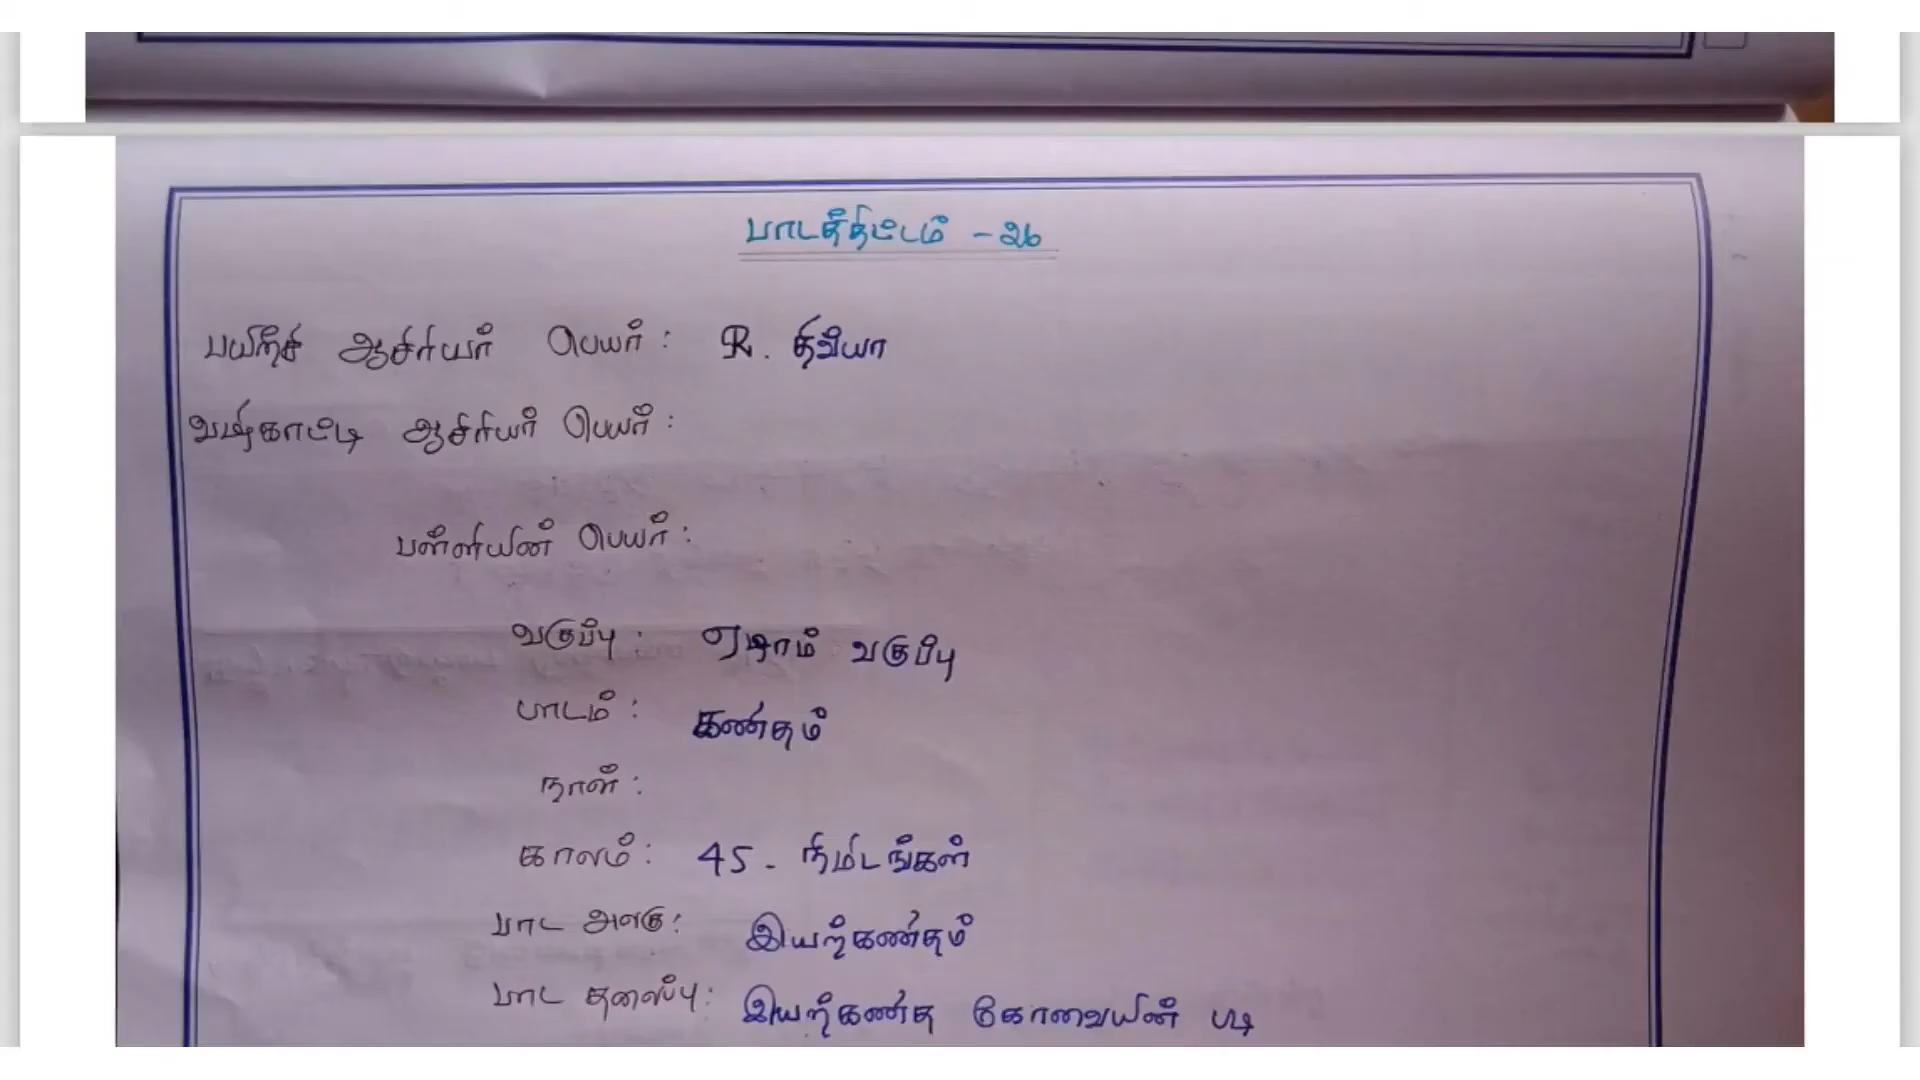 பாடத்திட்டம் - 26
பயிற்சி ஆசிரியர் பெயர் : R. திவ்யா
வழிகாட்டி ஆசிரியர் பெயர் :
பள்ளியின் பெயர் :
வகுப்பு : ஏழாம் வகுப்பு
பாடம் : கணிதம்
நாள் :
காலம் : 45 - நிமிடங்கள்
பாட அலகு : இயற்கணிதம்
பாட தலைப்பு : இயற்கணித கோவையின் படி